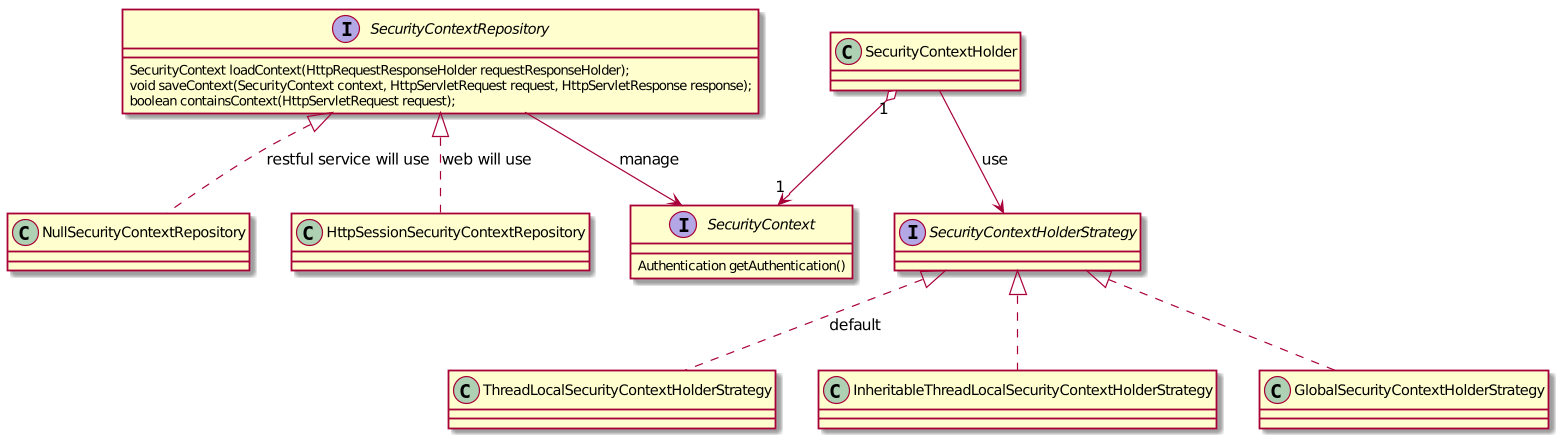 I SecurityContextRepository
SecurityContext loadContext(HttpRequestResponseHolder requestResponseHolder);
void saveContext(SecurityContext context, HttpServletRequest request, HttpServletResponse response);
boolean containsContext(HttpServletRequest request);
C SecurityContextHolder
1
restful service will use
web will use
manage
use
1
C NullSecurityContextRepository
C HttpSessionSecurityContextRepository
I SecurityContext
Authentication getAuthentication()
I SecurityContextHolderStrategy
default
C ThreadLocalSecurityContextHolderStrategy
C InheritableThreadLocalSecurityContextHolderStrategy
C GlobalSecurityContextHolderStrategy